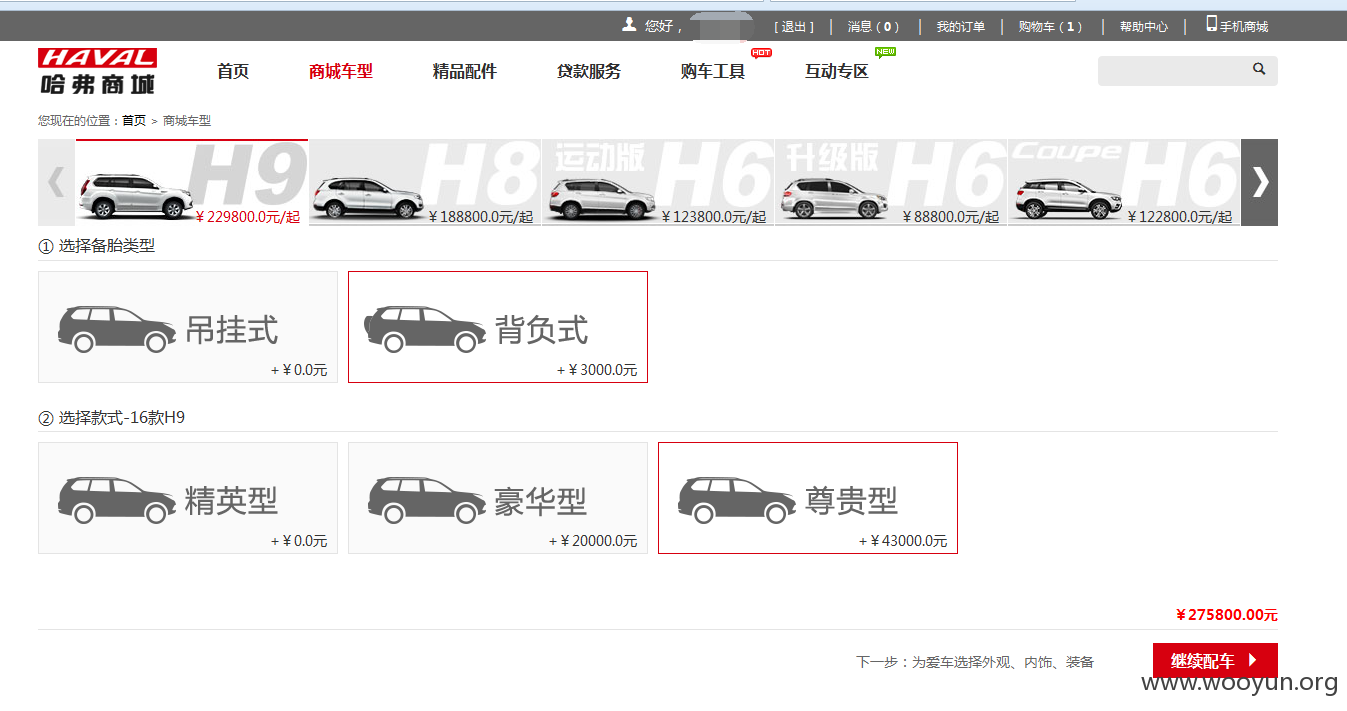 您好， [ 退出 ] 消息（0） 我的订单 购物车（1） 帮助中心 手机商城
HAVAL
哈弗商城
首页 商城车型 精品配件 贷款服务 购车工具 HOT 互动专区 NEW
您现在的位置：首页 > 商城车型
H9 H8 运动版 H6 升级版 H6 Coupe H6
￥229800.0元/起 ￥188800.0元/起 ￥123800.0元/起 ￥88800.0元/起 ￥122800.0元/起
① 选择备胎类型
吊挂式 背负式
+￥0.0元 +￥3000.0元
② 选择款式-16款H9
精英型 豪华型 尊贵型
+￥0.0元 +￥20000.0元 +￥43000.0元
￥275800.00元
下一步：为爱车选择外观、内饰、装备 继续配车
www.wooyun.org